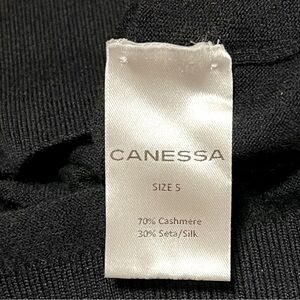 CANESSA
SIZE S
70% Cashmere
30% Seta/Silk